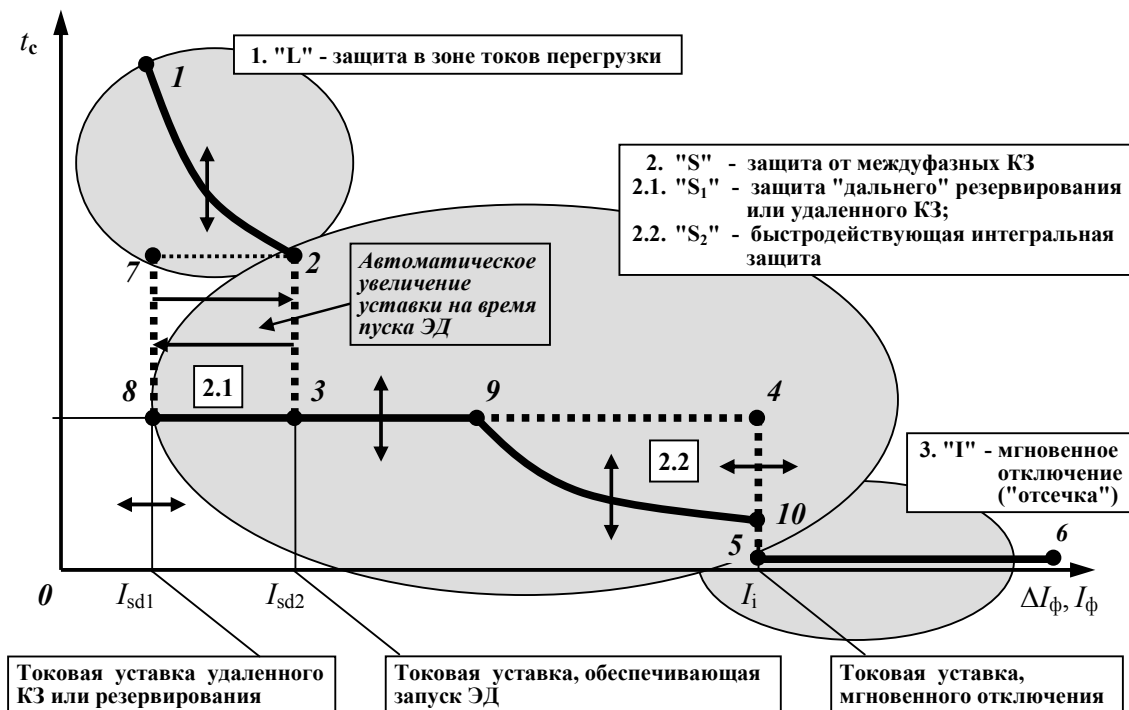 t_c
1. "L" - защита в зоне токов перегрузки
1
2. "S" - защита от междуфазных КЗ
2.1. "S₁" - защита "дальнего" резервирования
или удаленного КЗ;
2.2. "S₂" - быстродействующая интегральная
защита
7
2
Автоматическое
увеличение
уставки на время
пуска ЭД
8
2.1
3
9
4
2.2
3. "I" - мгновенное
отключение
("отсечка")
10
5
6
0
I_sd1
I_sd2
I_i
ΔI_ф, I_ф
Токовая уставка удаленного
КЗ или резервирования
Токовая уставка, обеспечивающая
запуск ЭД
Токовая уставка,
мгновенного отключения